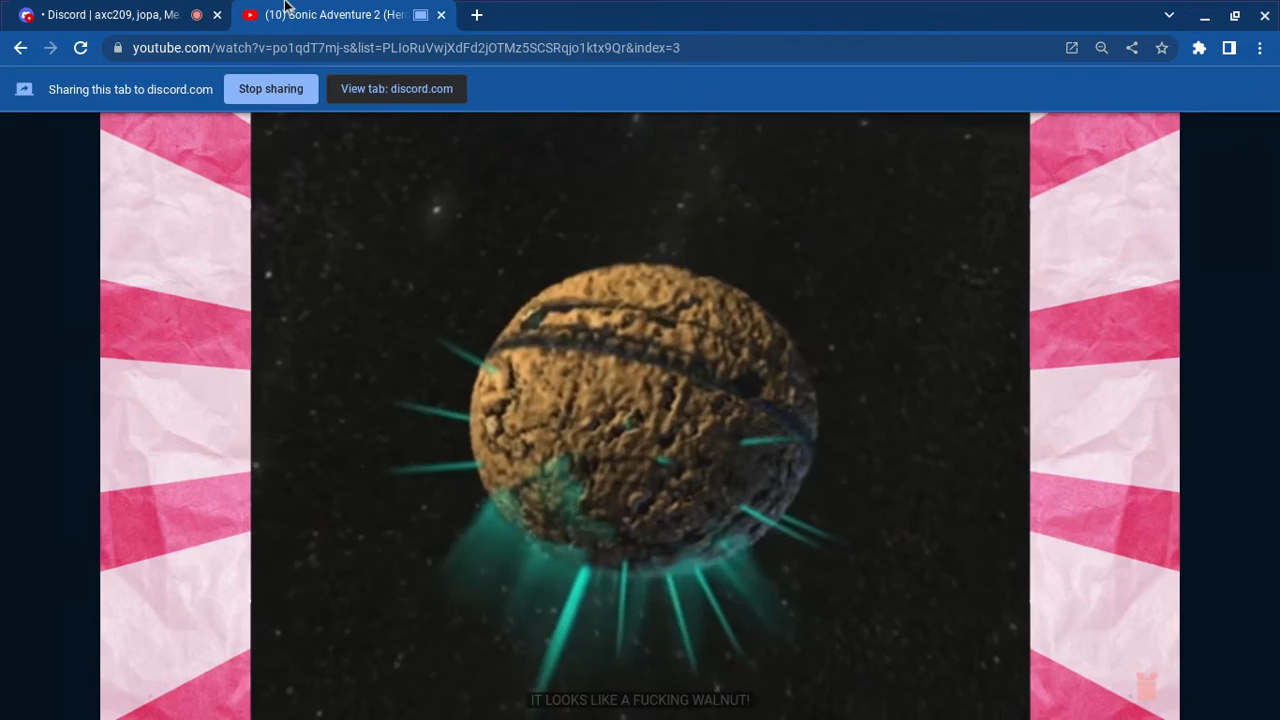 • Discord | axc209, jopa, Me
(10) Sonic Adventure 2 (Her
youtube.com/watch?v=po1qdT7mj-s&list=PLIoRuVwjXdFd2jOTMz5SCSRqjo1ktx9Qr&index=3
Sharing this tab to discord.com
Stop sharing
View tab: discord.com
IT LOOKS LIKE A FUCKING WALNUT!